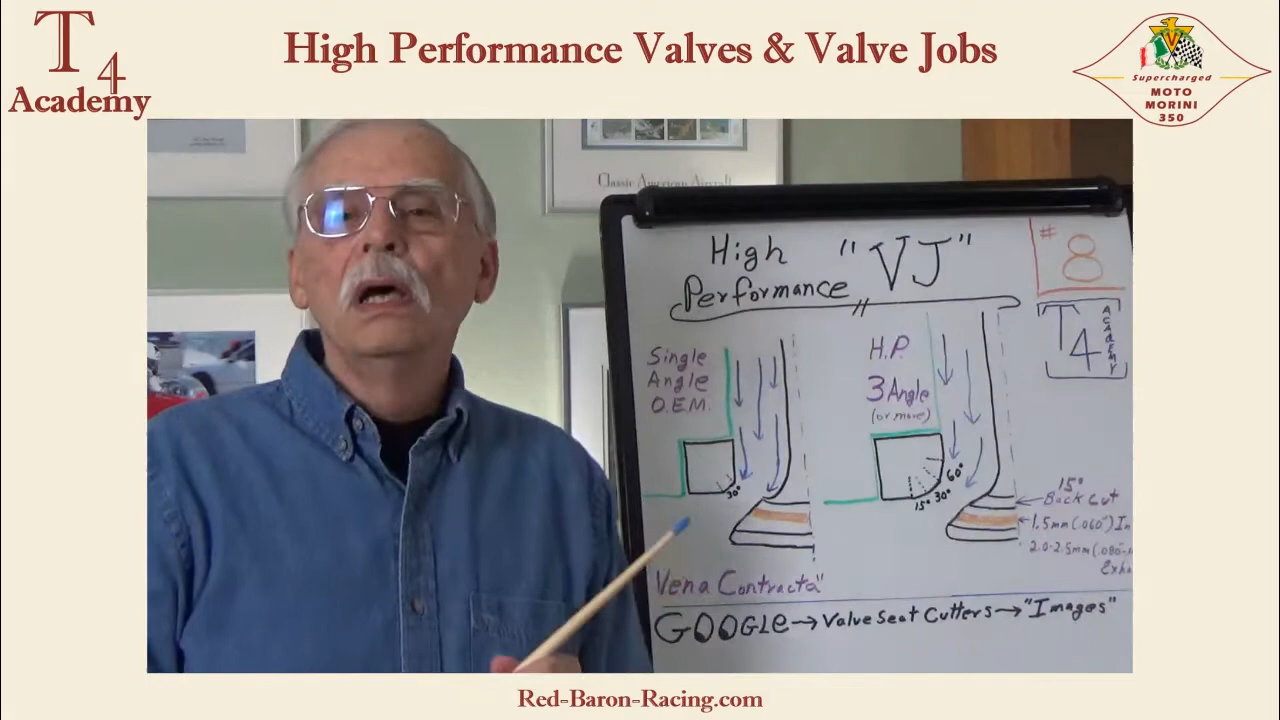 T4
Academy
High Performance Valves & Valve Jobs
Supercharged
MOTO
MORINI
350
Classic American Aircraft
High "VJ"
Performance
# 8
T4
ACADEMY
Single
Angle
O.E.M.
30°
H.P.
3 Angle
(or more)
60°
30°
15°
15°
Back Cut
1.5mm (.060") In
2.0-2.5mm (.080"-
Exha
Vena Contracta"
GOOGLE→Valve Seat Cutters→"Images"
Red-Baron-Racing.com